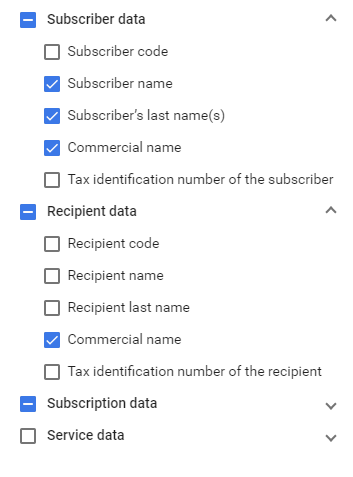 Subscriber data
Subscriber code
Subscriber name
Subscriber’s last name(s)
Commercial name
Tax identification number of the subscriber
Recipient data
Recipient code
Recipient name
Recipient last name
Commercial name
Tax identification number of the recipient
Subscription data
Service data